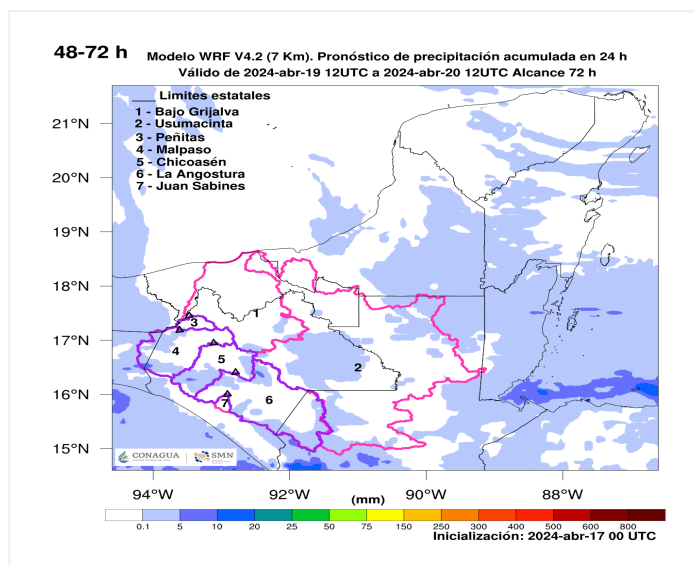 48-72 h
Modelo WRF V4.2 (7 Km). Pronóstico de precipitación acumulada en 24 h
Válido de 2024-abr-19 12UTC a 2024-abr-20 12UTC Alcance 72 h
Limites estatales
1 - Bajo Grijalva
2 - Usumacinta
3 - Peñitas
4 - Malpaso
5 - Chicoasén
6 - La Angostura
7 - Juan Sabines
21°N
20°N
19°N
18°N
17°N
16°N
15°N
1
3
4
5
2
6
7
CONAGUA
SMN
94°W 92°W 90°W 88°W
(mm)
0.1 5 10 20 25 50 75 150 250 300 400 500 600 800
Inicialización: 2024-abr-17 00 UTC